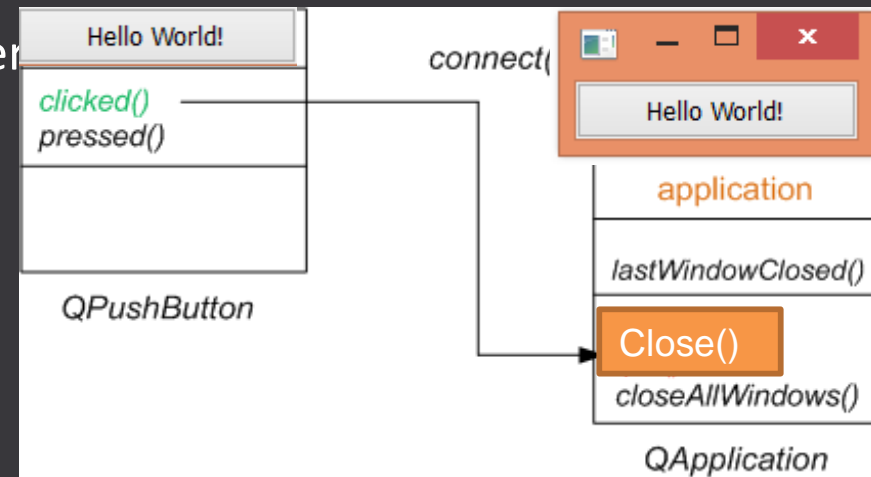 Hello World!
clicked()
pressed()
QPushButton
connect(
Hello World!
application
lastWindowClosed()
Close()
closeAllWindows()
QApplication